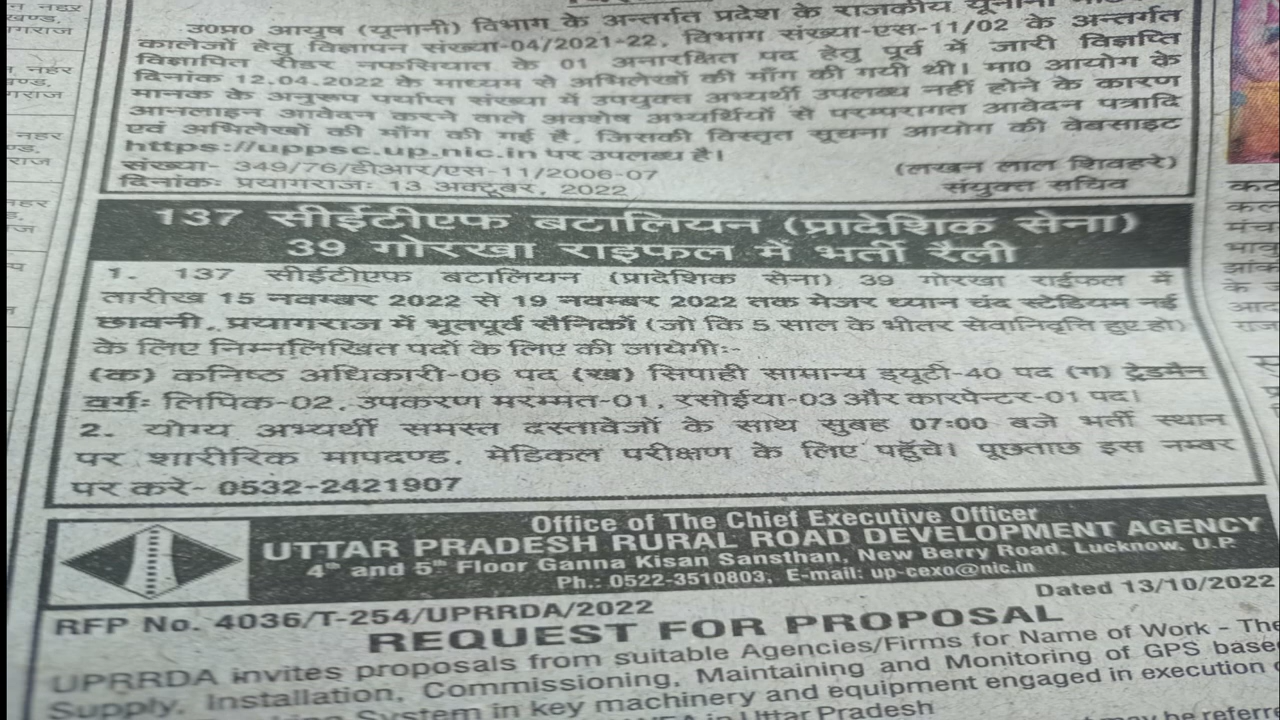 उ0प्र0 आयुष (यूनानी) विभाग के अन्तर्गत प्रदेश के राजकीय यूनानी
कालेजों हेतु विज्ञापन संख्या-04/2021-22, विभाग संख्या-एस-11/02 के अन्तर्गत
विज्ञापित रीडर नफसियात के 01 अनारक्षित पद हेतु पूर्व में जारी विज्ञप्ति
दिनांक 12.04.2022 के माध्यम से अभिलेखों की माँग की गयी थी। मा0 आयोग के
मानक के अनुरूप पर्याप्त संख्या में उपयुक्त अभ्यर्थी उपलब्ध नहीं होने के कारण
आनलाइन आवेदन करने वाले अवशेष अभ्यर्थियों से परम्परागत आवेदन पत्रादि
एवं अभिलेखों की माँग की गई है, जिसकी विस्तृत सूचना आयोग की वेबसाइट
https://uppsc.up.nic.in पर उपलब्ध है।
संख्या- 349/76/डीआर/एस-11/2006-07 (लखन लाल शिवहरे)
दिनांकः प्रयागराजः 13 अक्टूबर, 2022 संयुक्त सचिव
137 सीईटीएफ बटालियन (प्रादेशिक सेना)
39 गोरखा राइफल में भर्ती रैली
1. 137 सीईटीएफ बटालियन (प्रादेशिक सेना) 39 गोरखा राईफल में
तारीख 15 नवम्बर 2022 से 19 नवम्बर 2022 तक मेजर ध्यान चंद स्टेडियम नई
छावनी, प्रयागराज में भूतपूर्व सैनिकों (जो कि 5 साल के भीतर सेवानिवृत्ति हुए हो)
के लिए निम्नलिखित पदों के लिए की जायेगीः-
(क) कनिष्ठ अधिकारी-06 पद (ख) सिपाही सामान्य ड्यूटी-40 पद (ग) ट्रेडमैन
वर्गः लिपिक-02, उपकरण मरम्मत-01, रसोईया-03 और कारपेन्टर-01 पद।
2. योग्य अभ्यर्थी समस्त दस्तावेजों के साथ सुबह 07:00 बजे भर्ती स्थान
पर शारीरिक मापदण्ड, मेडिकल परीक्षण के लिए पहुँचे। पूछताछ इस नम्बर
पर करे- 0532-2421907
Office of The Chief Executive Officer
UTTAR PRADESH RURAL ROAD DEVELOPMENT AGENCY
4th and 5th Floor Ganna Kisan Sansthan, New Berry Road, Lucknow. U.P.
Ph.: 0522-3510803, E-mail: up-cexo@nic.in
RFP No. 4036/T-254/UPRRDA/2022 Dated 13/10/2022
REQUEST FOR PROPOSAL
UPRRDA invites proposals from suitable Agencies/Firms for Name of Work - The
Supply, Installation, Commissioning, Maintaining and Monitoring of GPS base
System in key machinery and equipment engaged in execution
in Uttar Pradesh
may be referre